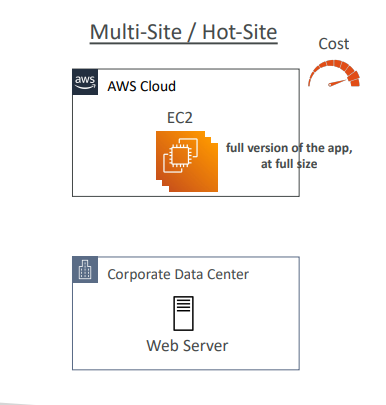 Multi-Site / Hot-Site
Cost
aws
AWS Cloud
EC2
full version of the app,
at full size
Corporate Data Center
Web Server